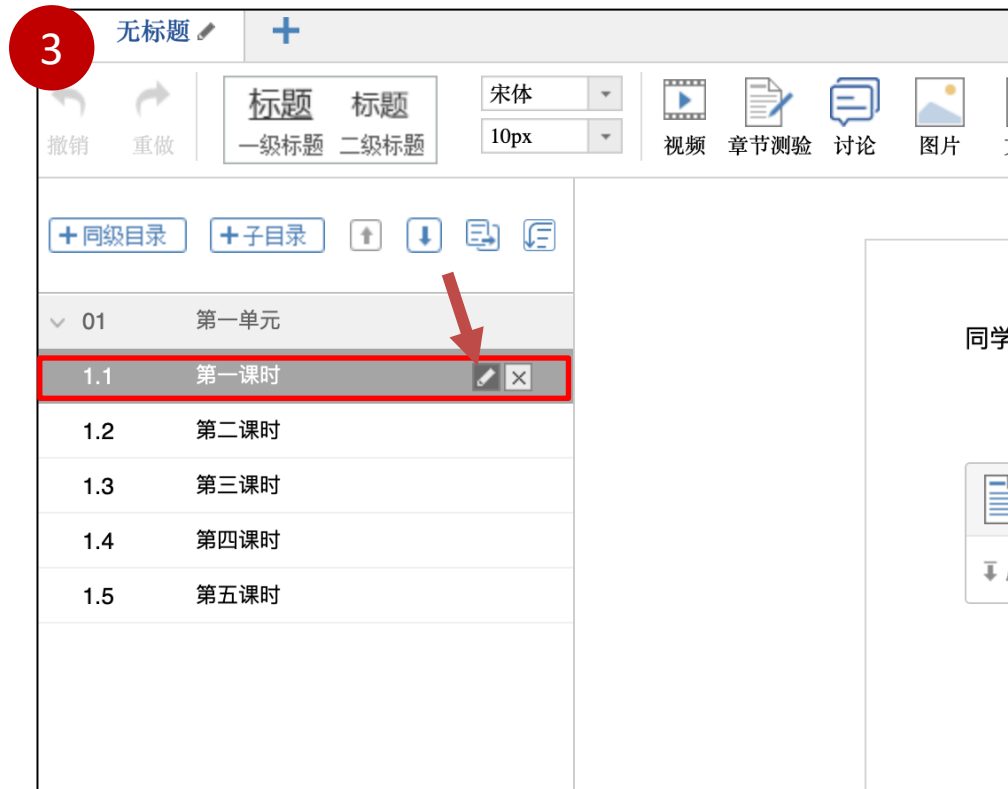 3
无标题
撤销
重做
标题
一级标题
标题
二级标题
宋体
10px
视频
章节测验
讨论
图片
同级目录
子目录
01 第一单元
1.1 第一课时
1.2 第二课时
1.3 第三课时
1.4 第四课时
1.5 第五课时
同学